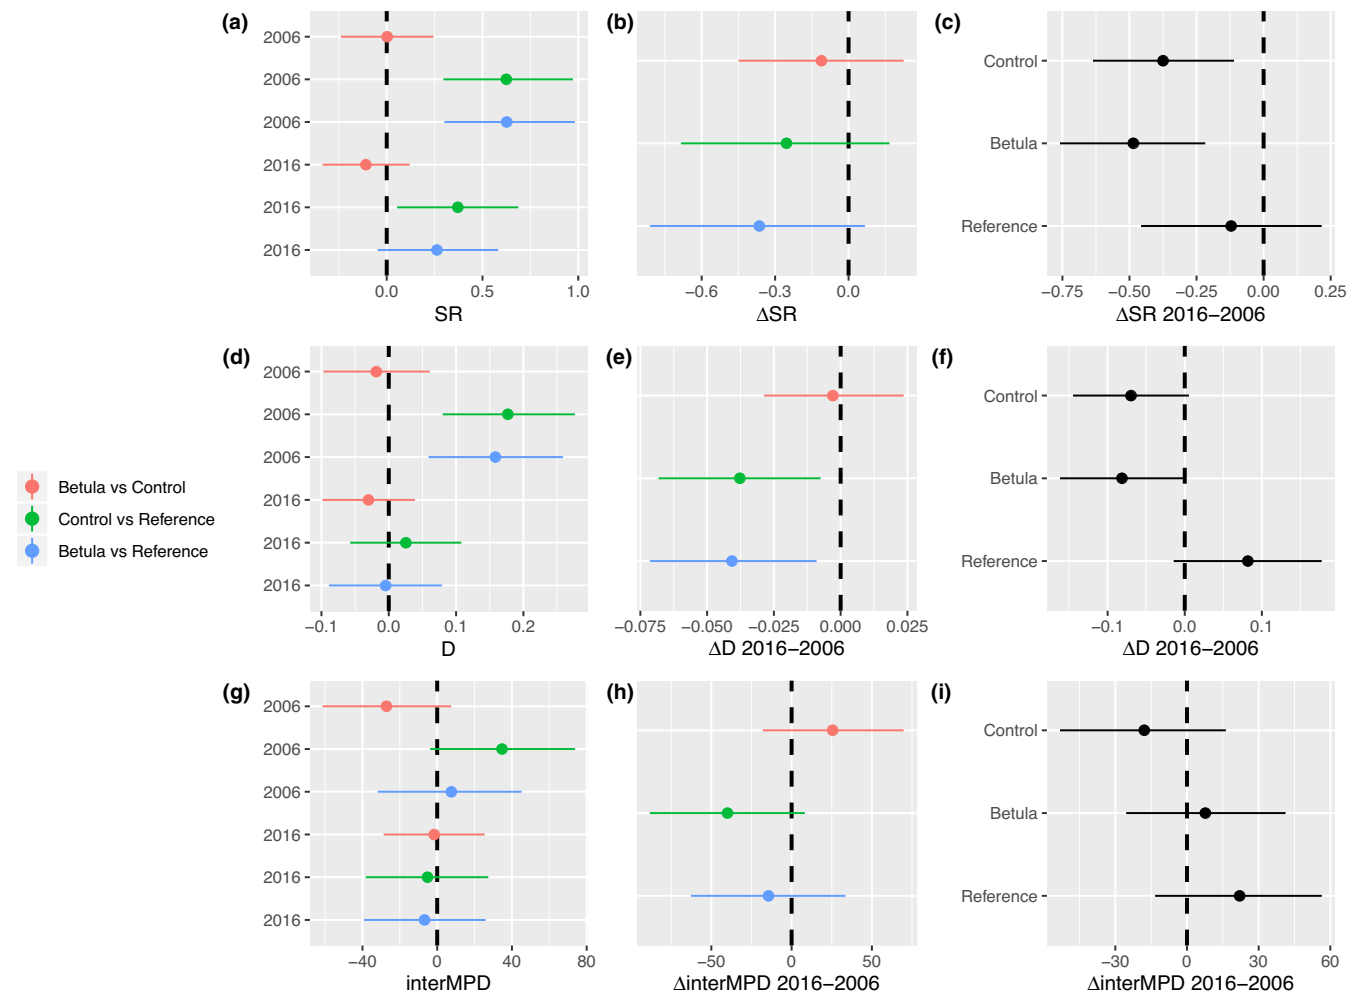 (a)
2006
2006
2006
2016
2016
2016
0.0 0.5 1.0
SR
(b)
−0.6 −0.3 0.0
ΔSR
(c)
Control
Betula
Reference
−0.75 −0.50 −0.25 0.00 0.25
ΔSR 2016−2006
Betula vs Control
Control vs Reference
Betula vs Reference
(d)
2006
2006
2006
2016
2016
2016
−0.1 0.0 0.1 0.2
D
(e)
−0.075 −0.050 −0.025 0.000 0.025
ΔD 2016−2006
(f)
Control
Betula
Reference
−0.1 0.0 0.1
ΔD 2016−2006
(g)
2006
2006
2006
2016
2016
2016
−40 0 40 80
interMPD
(h)
−50 0 50
ΔinterMPD 2016−2006
(i)
Control
Betula
Reference
−30 0 30 60
ΔinterMPD 2016−2006